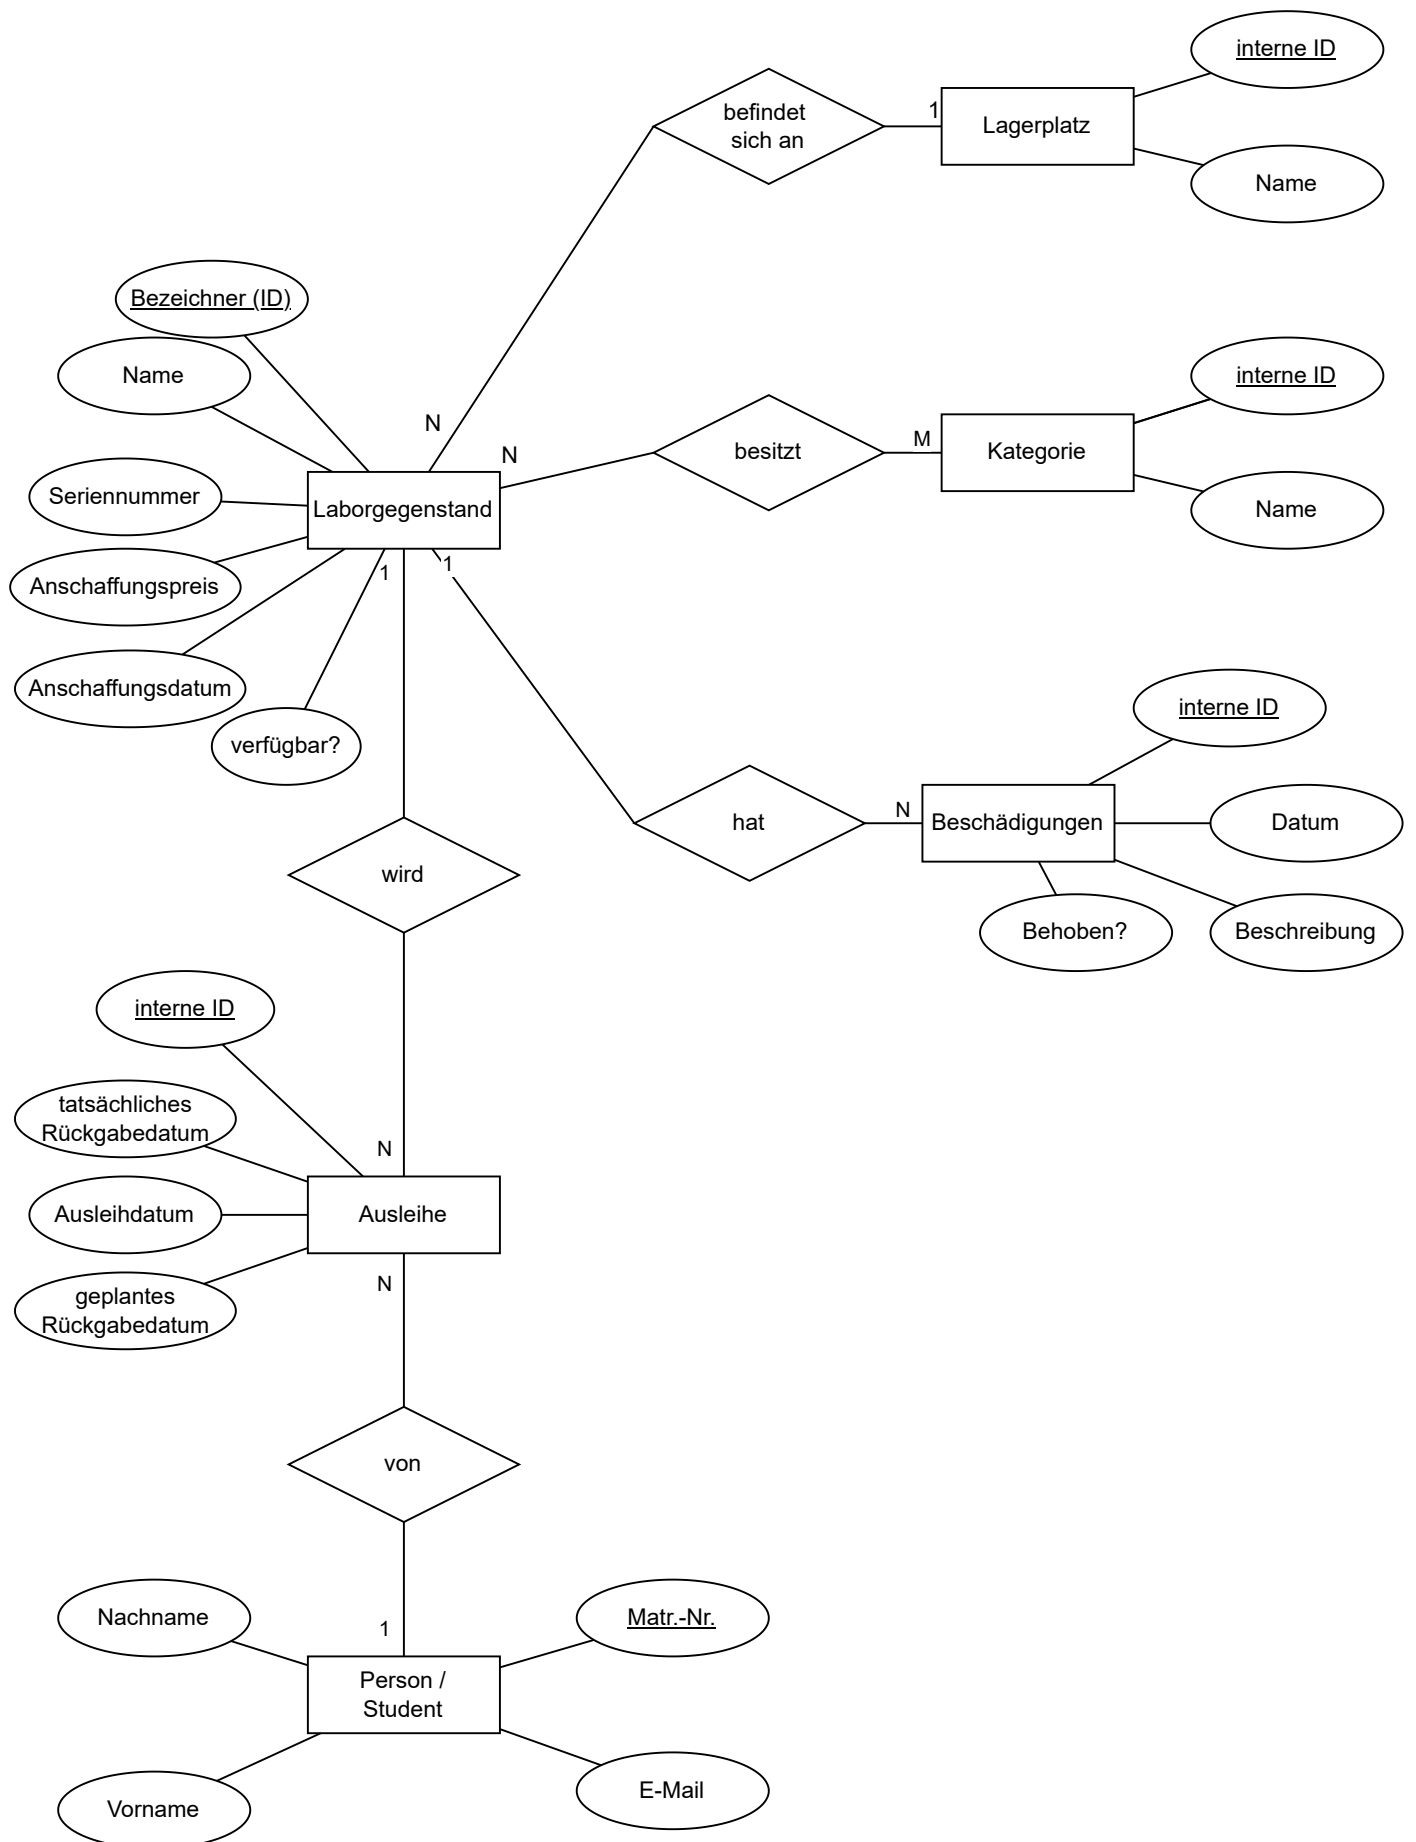 interne ID
befindet
sich an
1
Lagerplatz
Name
Bezeichner (ID)
Name
N
interne ID
N
besitzt
M
Kategorie
Name
Seriennummer
Laborgegenstand
1
1
Anschaffungspreis
Anschaffungsdatum
verfügbar?
interne ID
hat
N
Beschädigungen
Datum
Behoben?
Beschreibung
wird
interne ID
tatsächliches
Rückgabedatum
N
Ausleihdatum
Ausleihe
geplantes
Rückgabedatum
N
von
Nachname
1
Matr.-Nr.
Person /
Student
Vorname
E-Mail